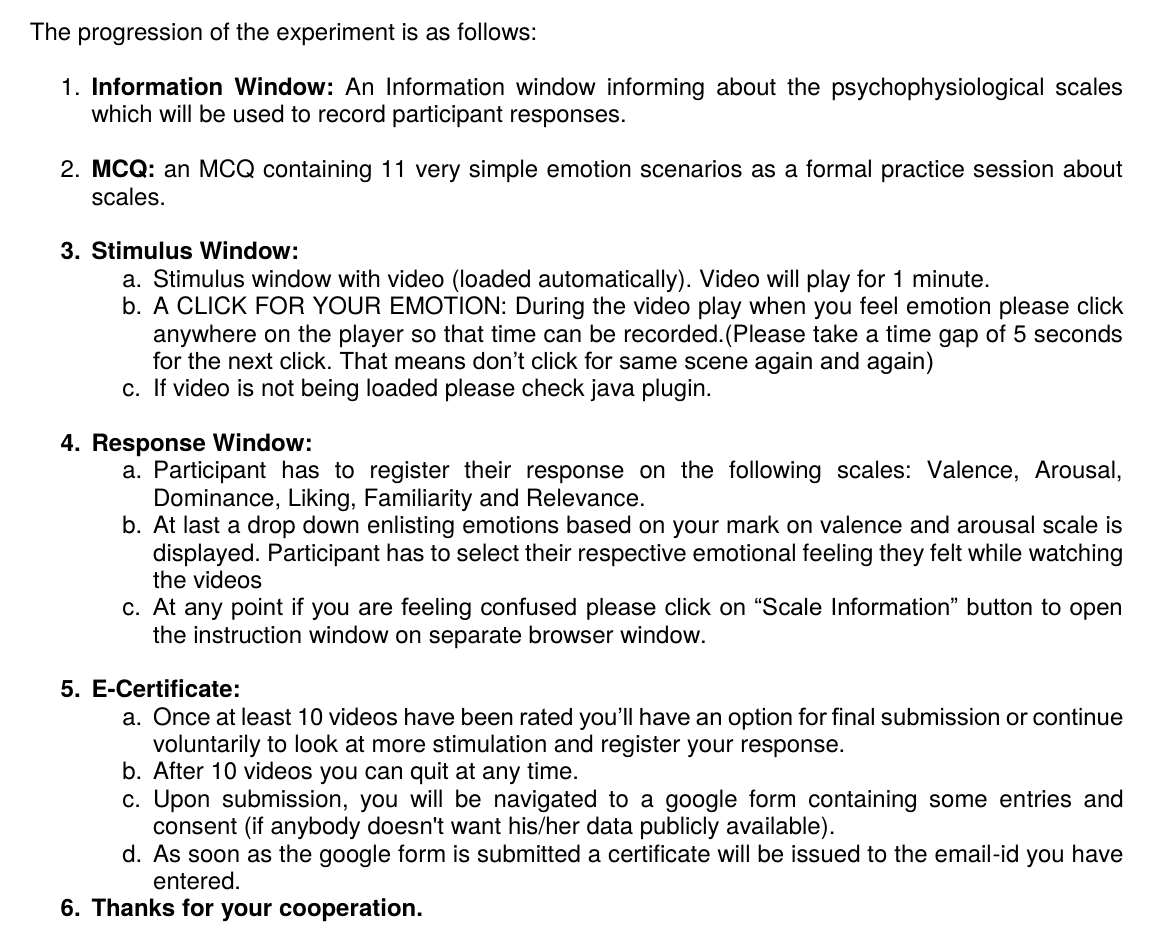 The progression of the experiment is as follows:
1. Information Window: An Information window informing about the psychophysiological scales
which will be used to record participant responses.
2. MCQ: an MCQ containing 11 very simple emotion scenarios as a formal practice session about
scales.
3. Stimulus Window:
a. Stimulus window with video (loaded automatically). Video will play for 1 minute.
b. A CLICK FOR YOUR EMOTION: During the video play when you feel emotion please click
anywhere on the player so that time can be recorded.(Please take a time gap of 5 seconds
for the next click. That means don’t click for same scene again and again)
c. If video is not being loaded please check java plugin.
4. Response Window:
a. Participant has to register their response on the following scales: Valence, Arousal,
Dominance, Liking, Familiarity and Relevance.
b. At last a drop down enlisting emotions based on your mark on valence and arousal scale is
displayed. Participant has to select their respective emotional feeling they felt while watching
the videos
c. At any point if you are feeling confused please click on “Scale Information” button to open
the instruction window on separate browser window.
5. E-Certificate:
a. Once at least 10 videos have been rated you’ll have an option for final submission or continue
voluntarily to look at more stimulation and register your response.
b. After 10 videos you can quit at any time.
c. Upon submission, you will be navigated to a google form containing some entries and
consent (if anybody doesn't want his/her data publicly available).
d. As soon as the google form is submitted a certificate will be issued to the email-id you have
entered.
6. Thanks for your cooperation.